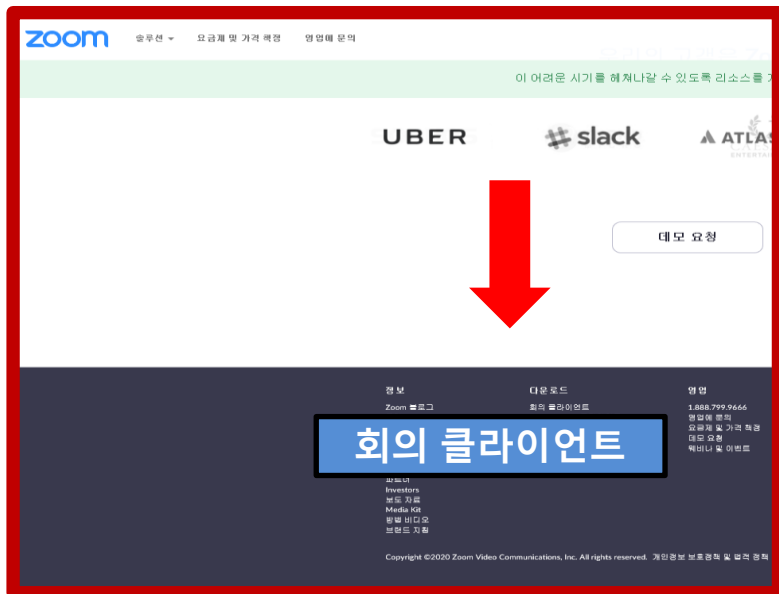 zoom 솔루션 요금제 및 가격 책정 영업에 문의
이 어려운 시기를 헤쳐나갈 수 있도록 리소스를
UBER slack ATLAS
데모 요청
정보 다운로드 영업
Zoom 블로그 회의 클라이언트 1.888.799.9666
영업에 문의
요금제 및 가격 책정
회의 클라이언트
데모 요청
웨비나 및 이벤트
파트너
Investors
보도 자료
Media Kit
방법 비디오
브랜드 지침
Copyright ©2020 Zoom Video Communications, Inc. All rights reserved. 개인정보 보호정책 및 법적 정책